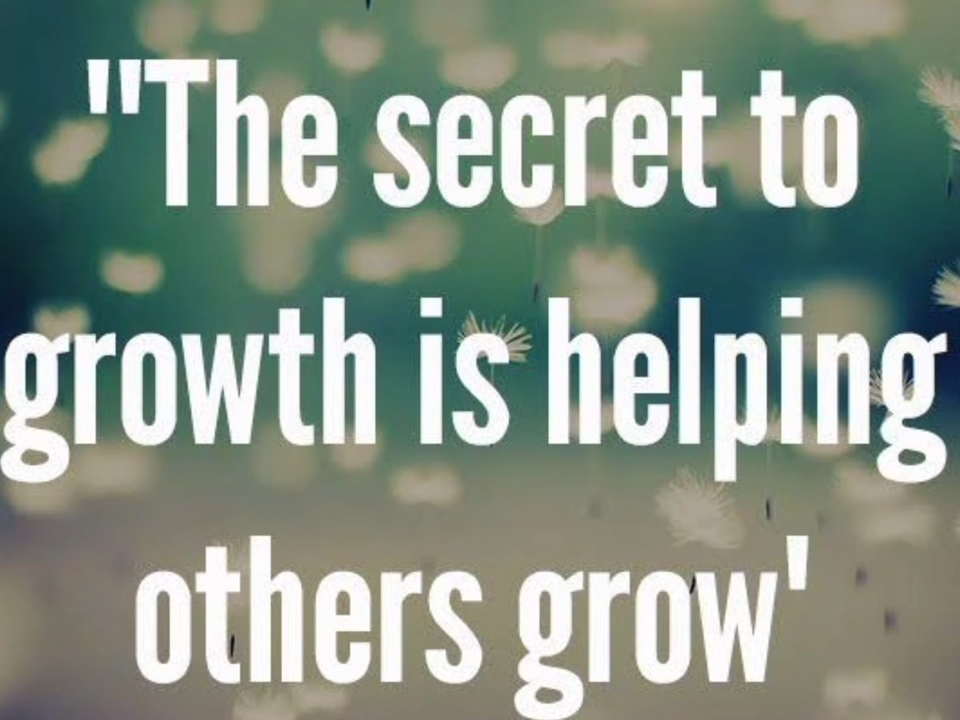 "The secret to
growth is helping
others grow'